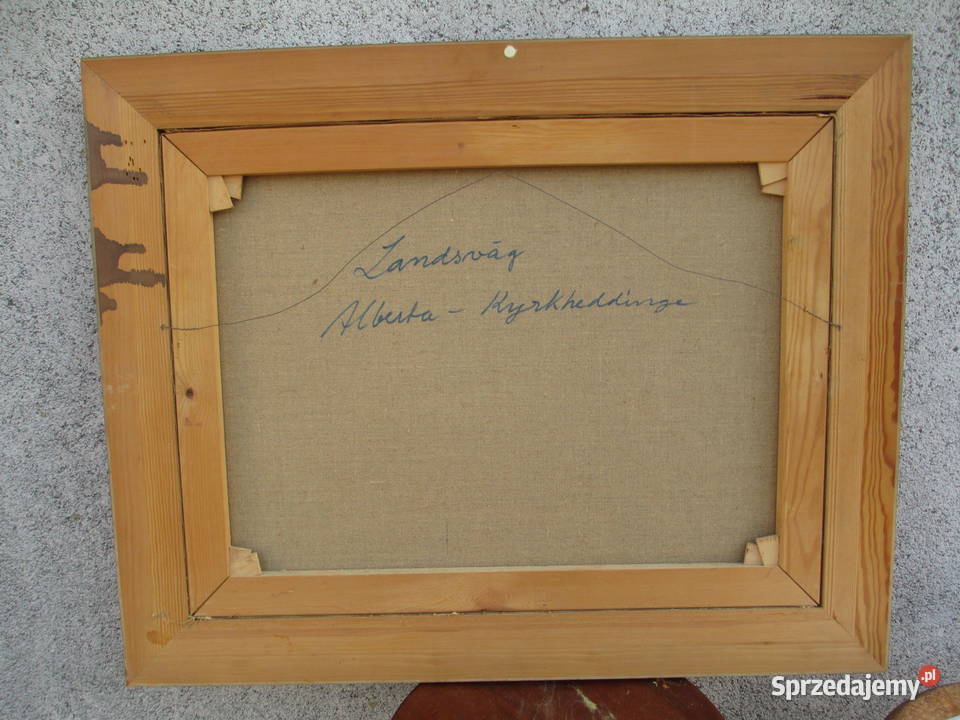 Landsväg
Alberta - Kyrkheddinge
Sprzedajemy.pl